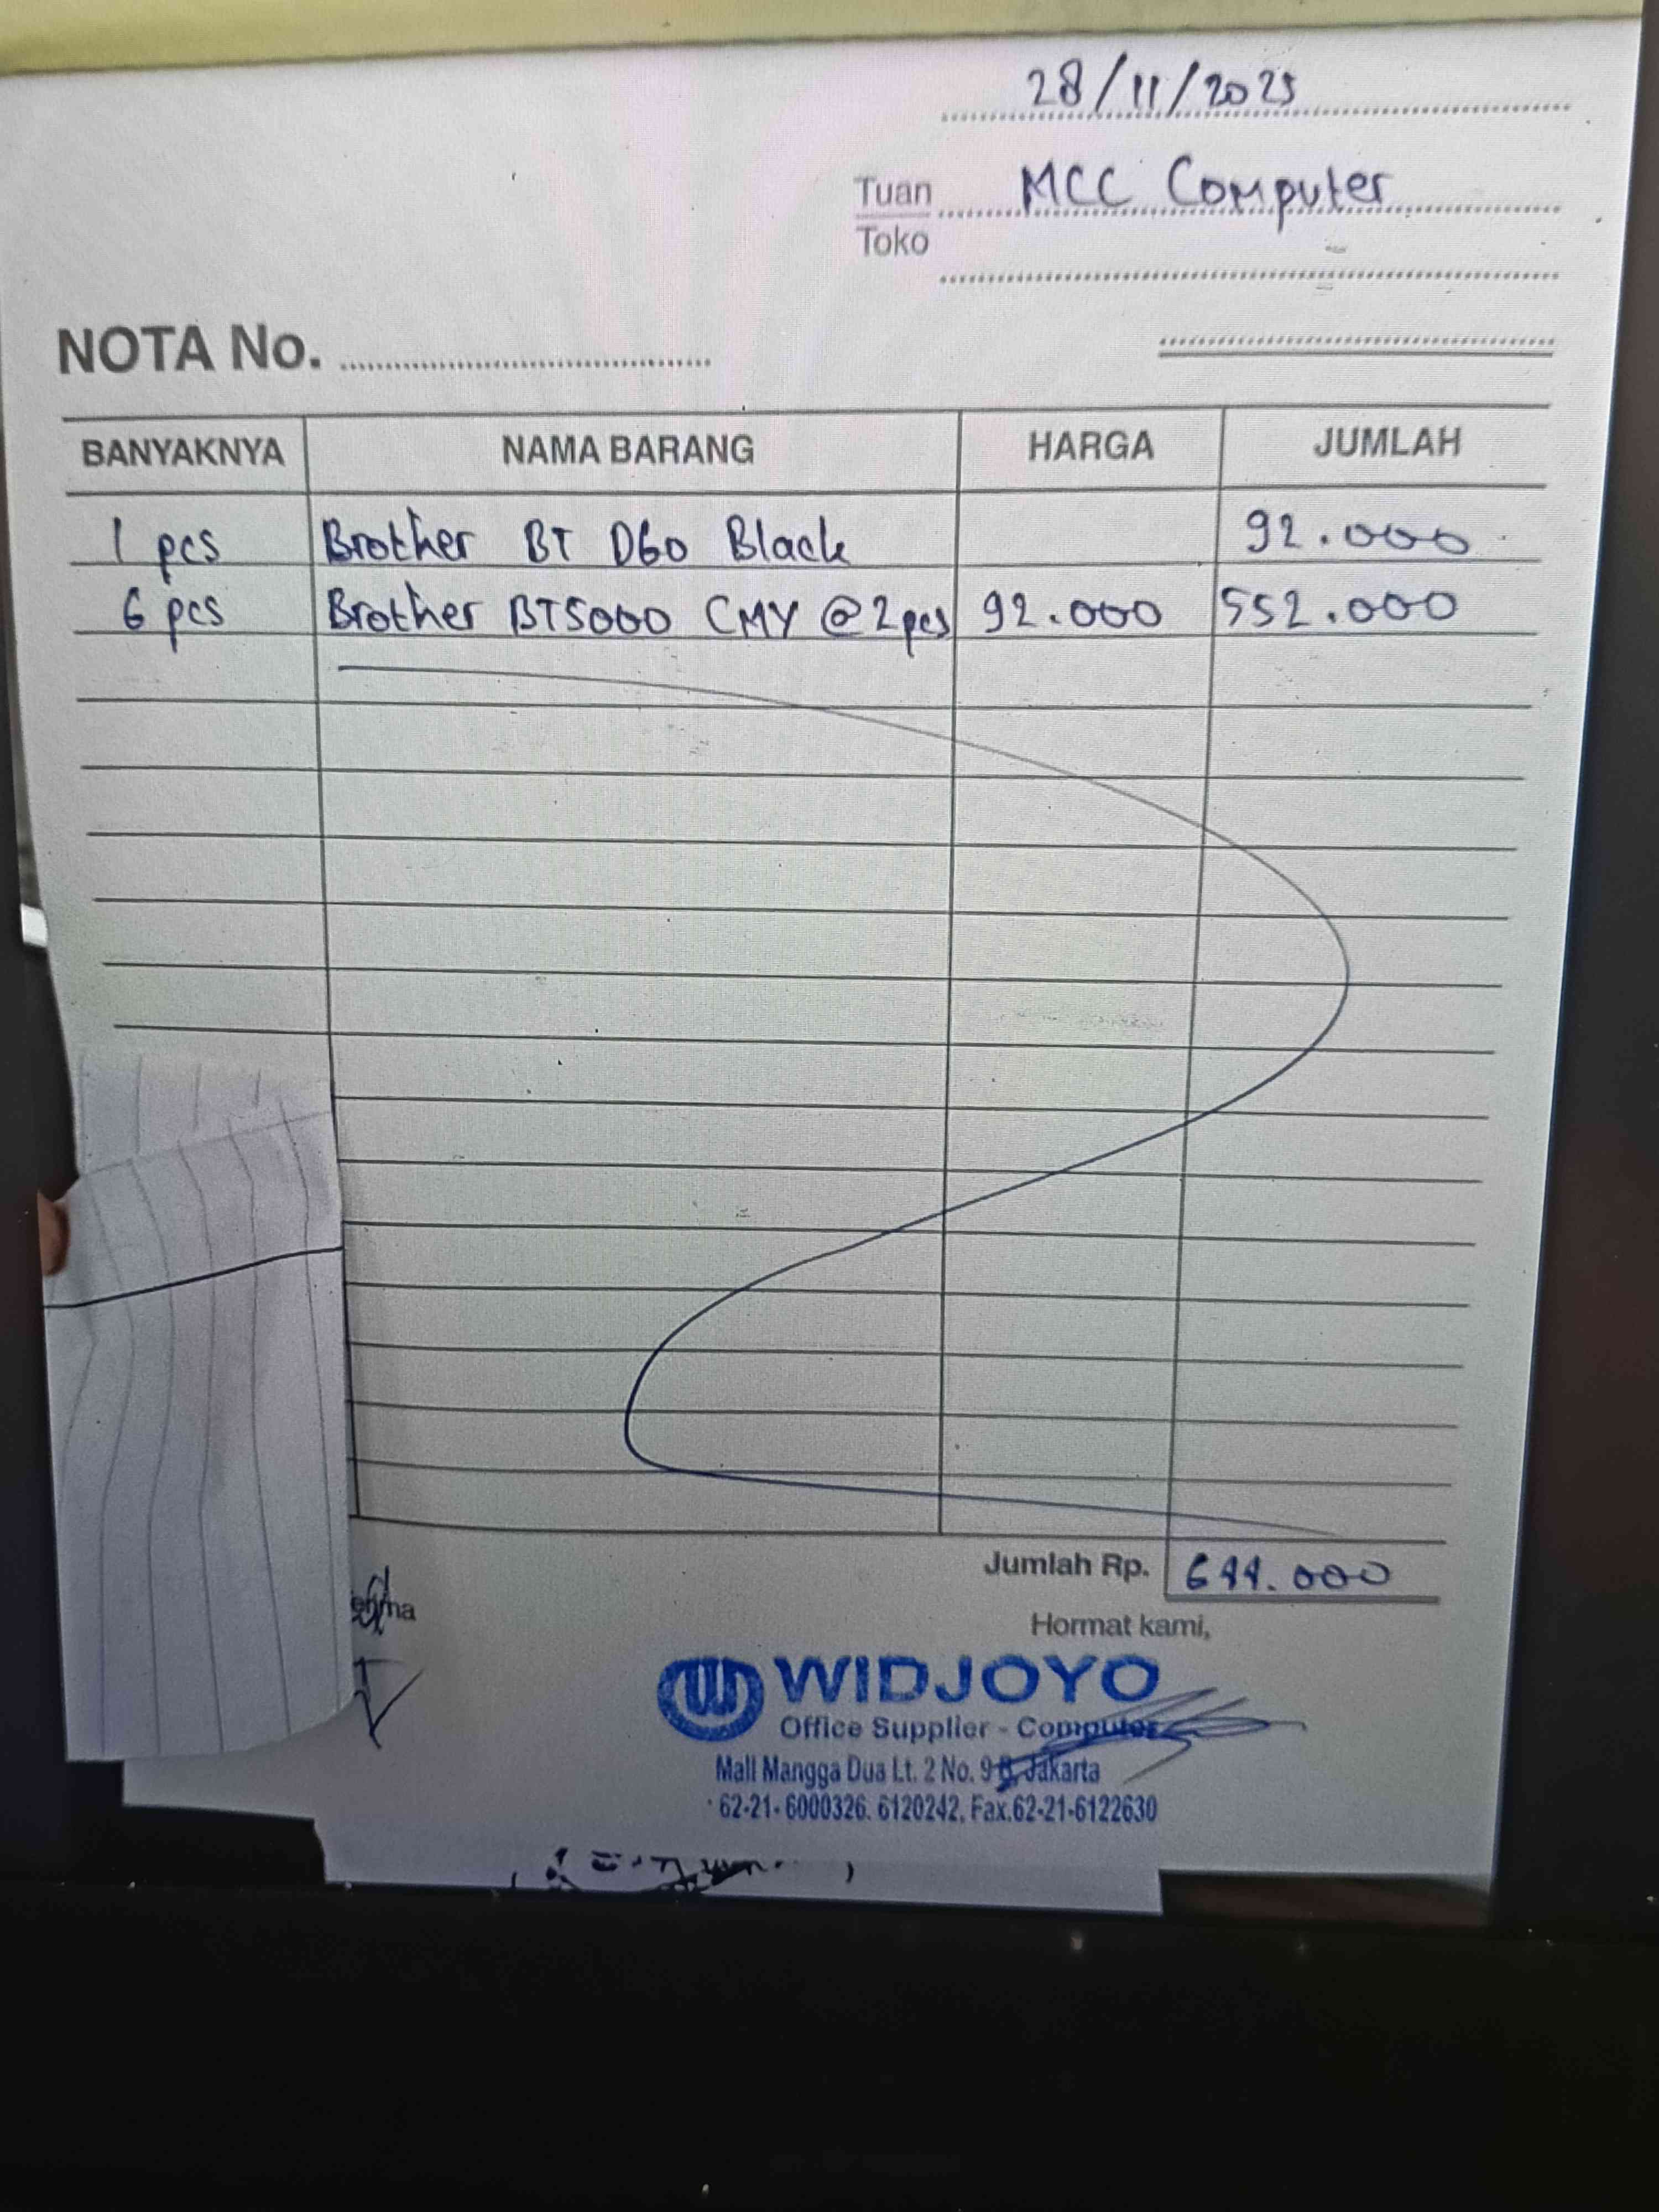 28/11/2025
Tuan MCC Computer
Toko
NOTA No.
BANYAKNYA NAMA BARANG HARGA JUMLAH
1 pcs Brother BT D60 Black 92.000
6 pcs Brother BT5000 CMY @2pcs 92.000 552.000
Jumlah Rp. 644.000
Hormat kami,
WIDJOYO
Office Supplier - Computer
Mall Mangga Dua Lt. 2 No. 9 Jakarta
62-21-6000326. 6120242, Fax.62-21-6122630